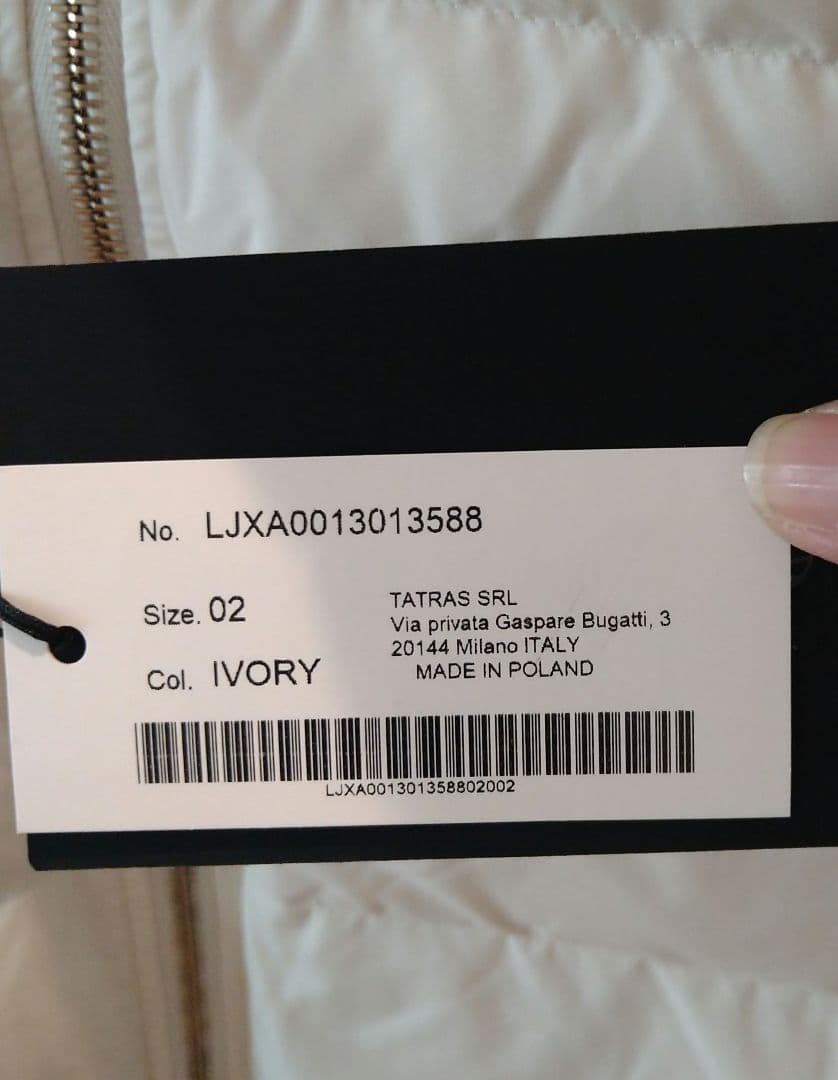 No. LJXA0013013588
Size. 02
Col. IVORY
TATRAS SRL
Via privata Gaspare Bugatti, 3
20144 Milano ITALY
MADE IN POLAND
LJXA001301358802002